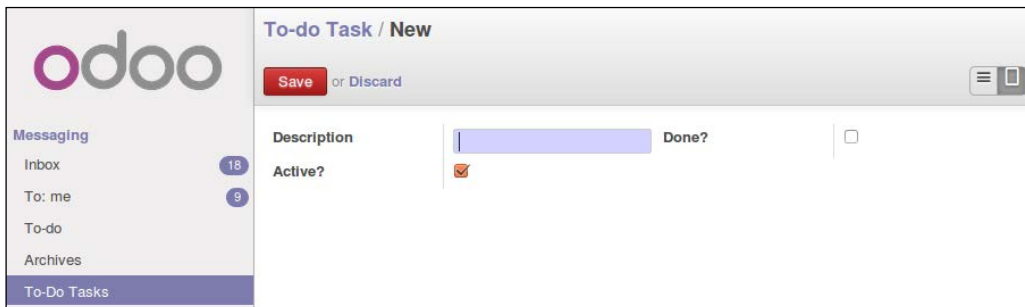 odoo
To-do Task / New
Save or Discard
Messaging
Inbox 18
To: me 9
To-do
Archives
To-Do Tasks
Description Done?
Active?